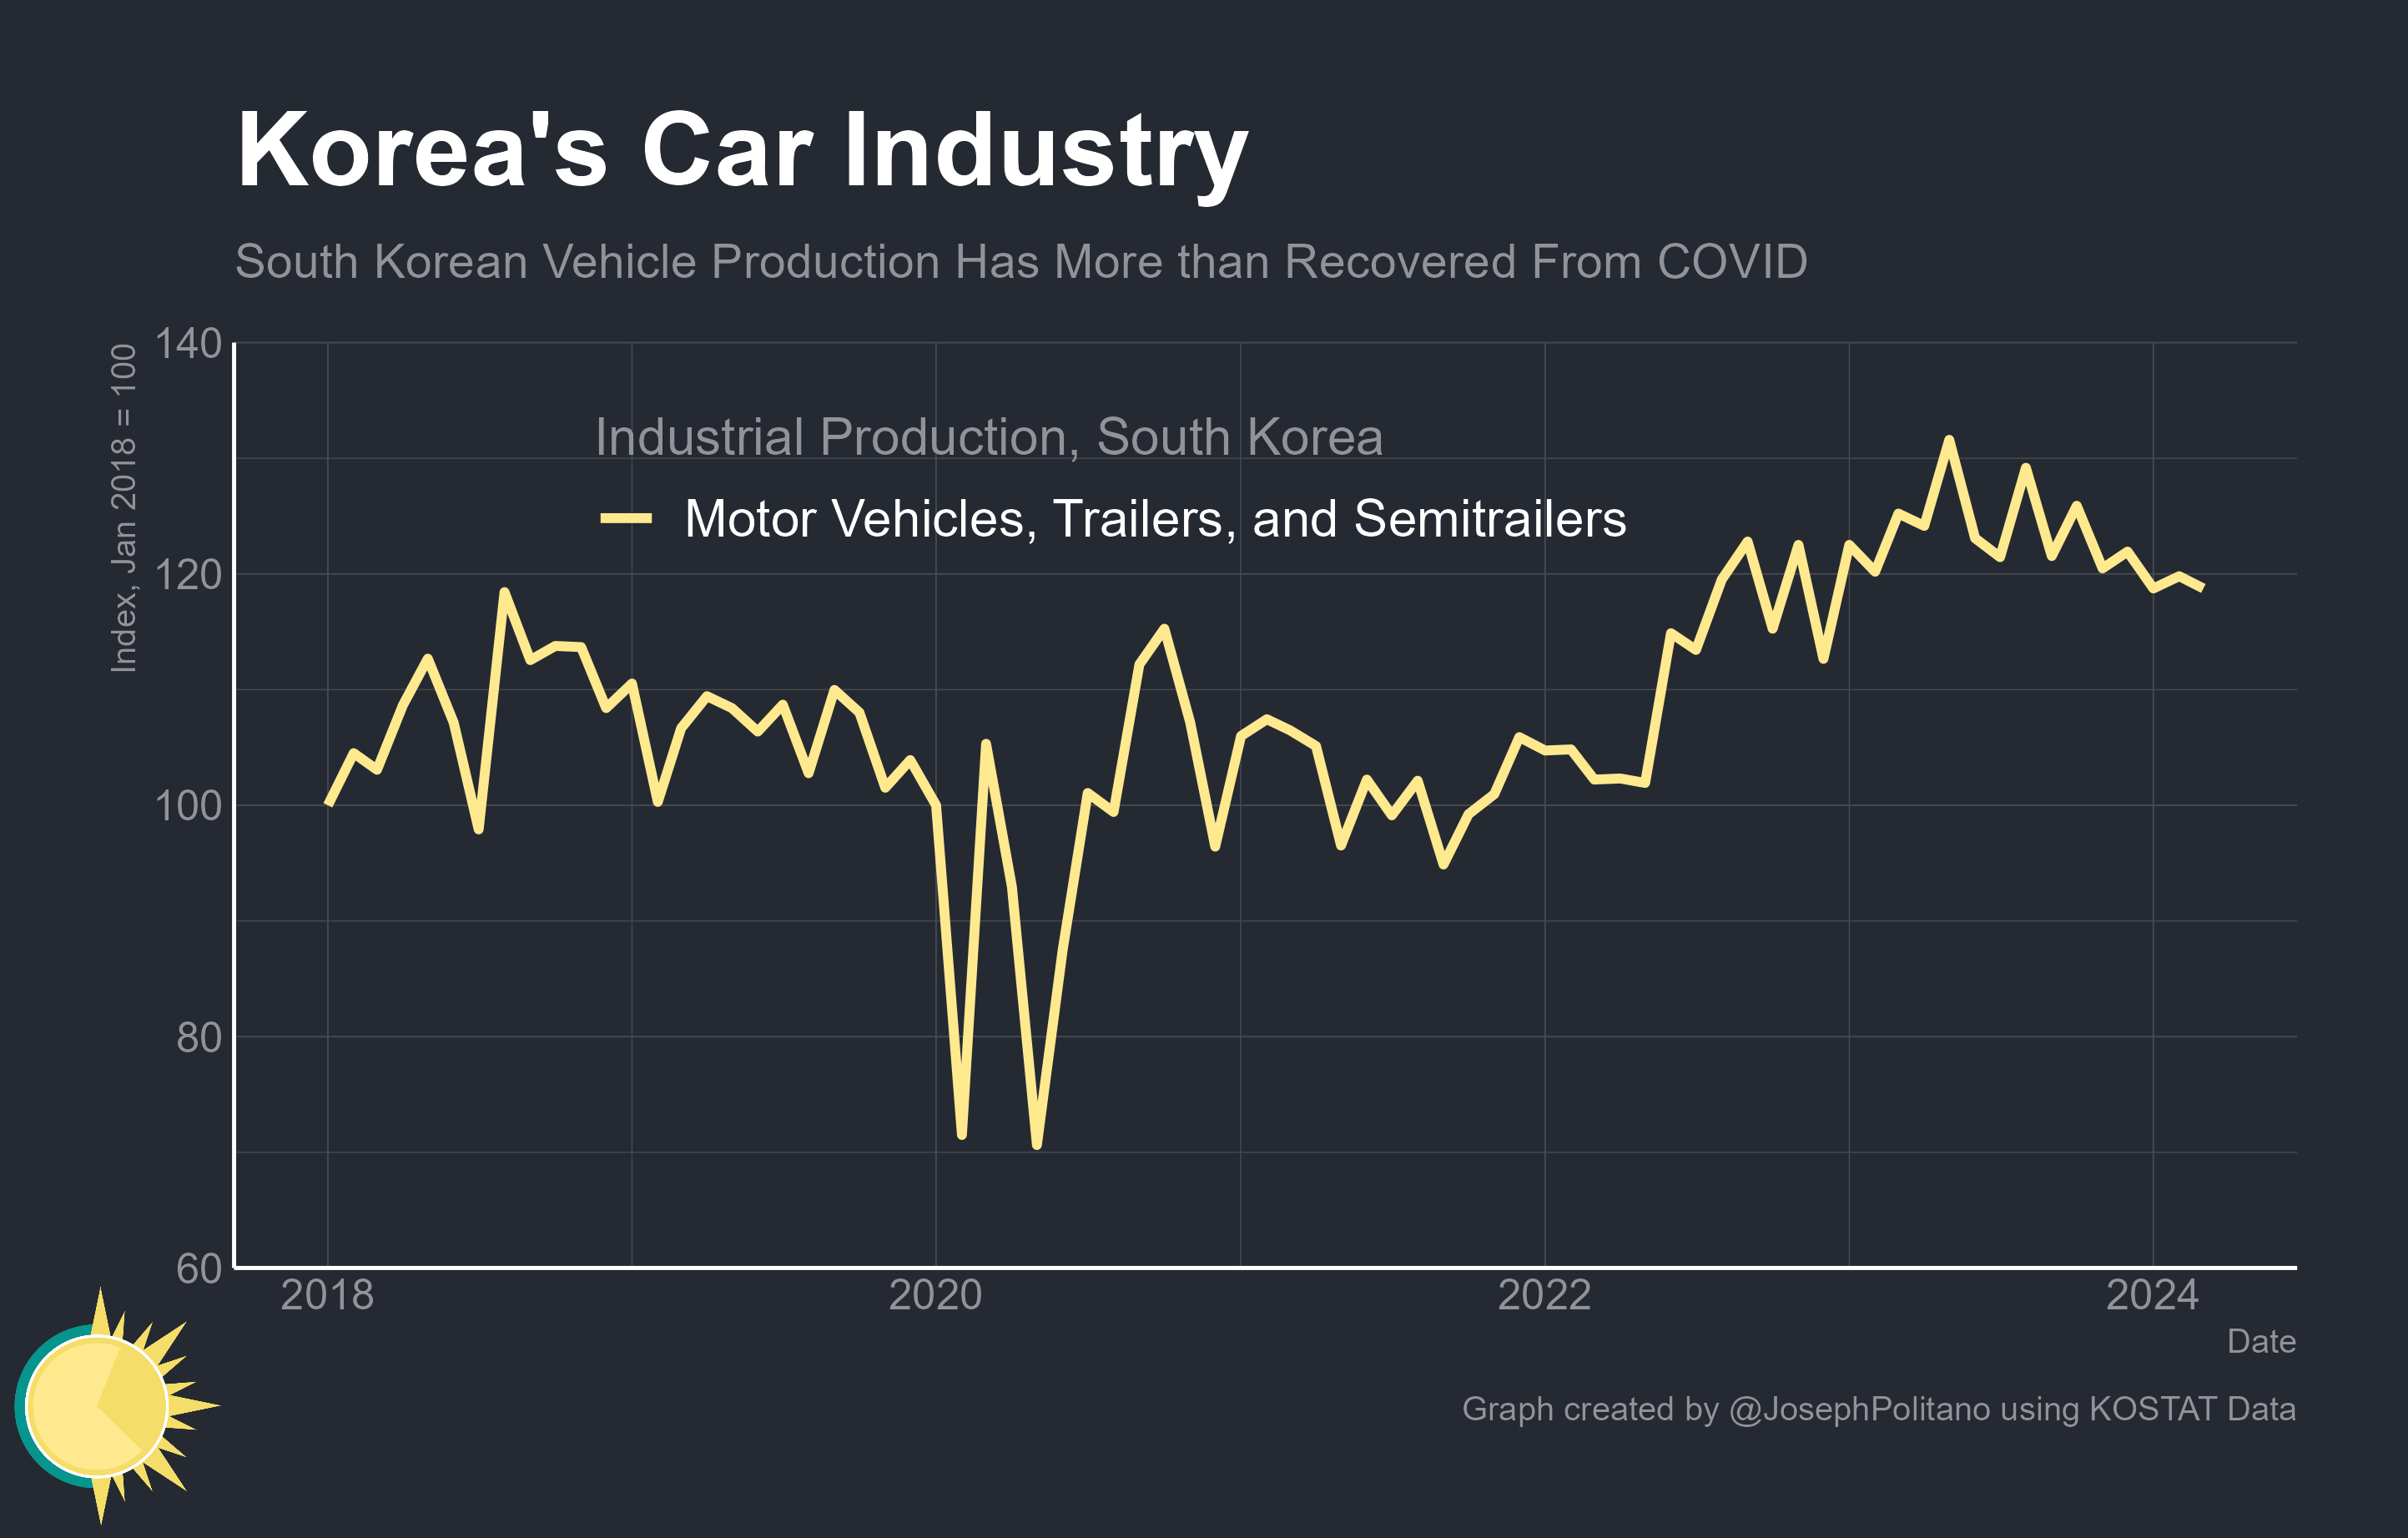 Korea's Car Industry
South Korean Vehicle Production Has More than Recovered From COVID
Index, Jan 2018 = 100
140
120
100
80
60
Industrial Production, South Korea
Motor Vehicles, Trailers, and Semitrailers
2018 2020 2022 2024
Date
Graph created by @JosephPolitano using KOSTAT Data